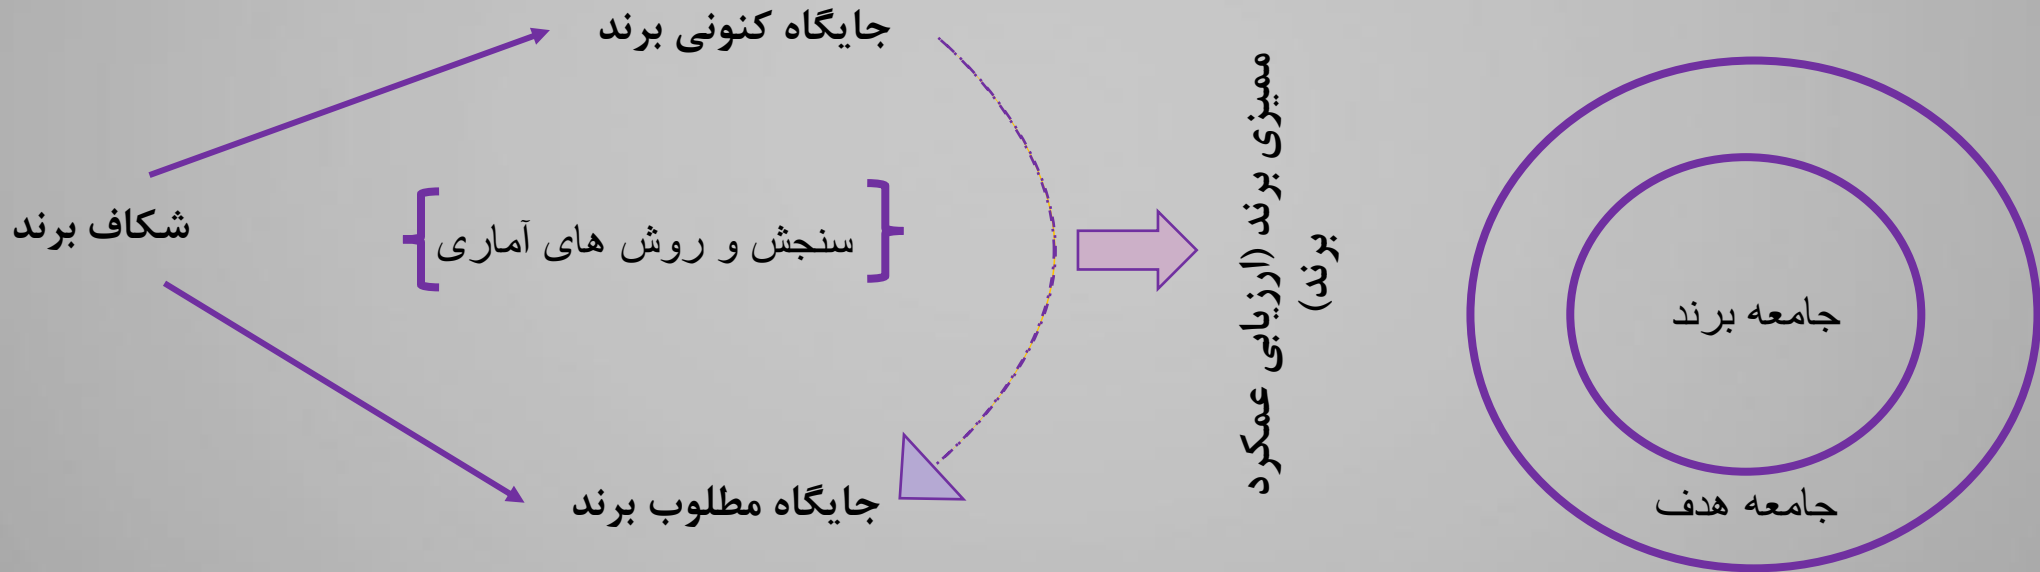 جایگاه کنونی برند
شکاف برند
سنجش و روش های آماری
جایگاه مطلوب برند
ممیزی برند (ارزیابی عمکرد
برند)
جامعه برند
جامعه هدف